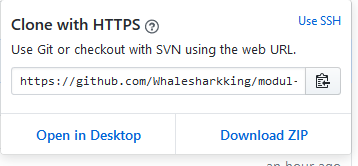 Clone with HTTPS
Use SSH
Use Git or checkout with SVN using the web URL.
https://github.com/Whalesharkking/modul-
Open in Desktop
Download ZIP
an hour ago